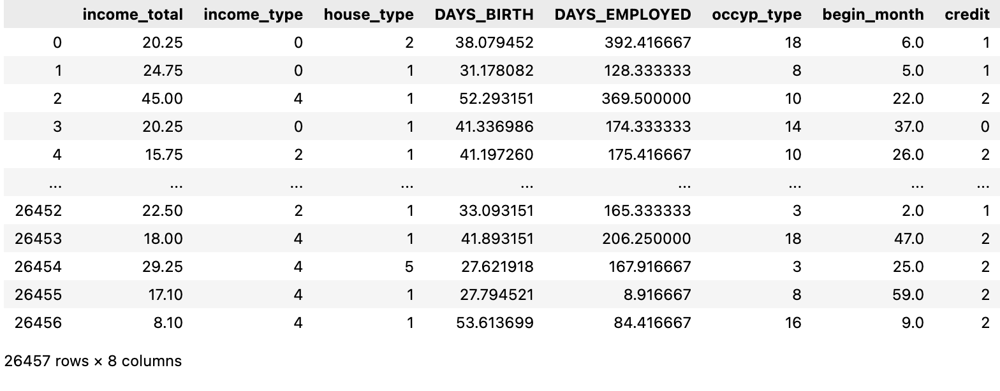 income_total income_type house_type DAYS_BIRTH DAYS_EMPLOYED occyp_type begin_month credit
0 20.25 0 2 38.079452 392.416667 18 6.0 1
1 24.75 0 1 31.178082 128.333333 8 5.0 1
2 45.00 4 1 52.293151 369.500000 10 22.0 2
3 20.25 0 1 41.336986 174.333333 14 37.0 0
4 15.75 2 1 41.197260 175.416667 10 26.0 2
... ... ... ... ... ... ... ... ...
26452 22.50 2 1 33.093151 165.333333 3 2.0 1
26453 18.00 4 1 41.893151 206.250000 18 47.0 2
26454 29.25 4 5 27.621918 167.916667 3 25.0 2
26455 17.10 4 1 27.794521 8.916667 8 59.0 2
26456 8.10 4 1 53.613699 84.416667 16 9.0 2
26457 rows × 8 columns